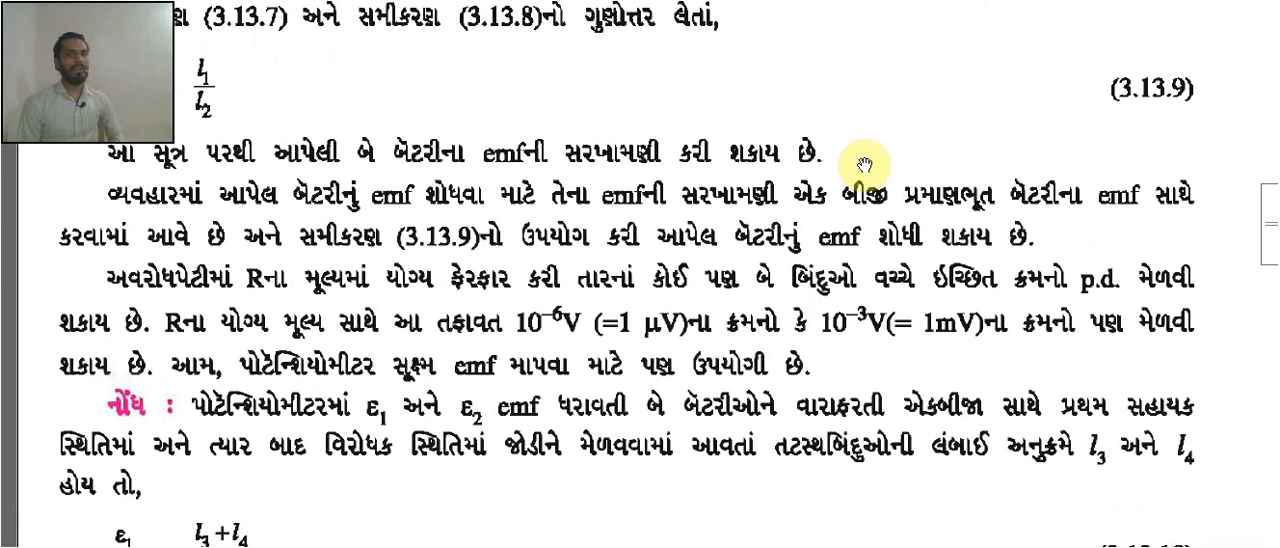 (3.13.7) અને સમીકરણ (3.13.8)નો ગુણોત્તર લેતાં,
l₁/l₂ (3.13.9)
આ સૂત્ર પરથી આપેલી બે બૅટરીના emfની સરખામણી કરી શકાય છે.
વ્યવહારમાં આપેલ બૅટરીનું emf શોધવા માટે તેના emfની સરખામણી એક બીજી પ્રમાણભૂત બૅટરીના emf સાથે
કરવામાં આવે છે અને સમીકરણ (3.13.9)નો ઉપયોગ કરી આપેલ બૅટરીનું emf શોધી શકાય છે.
અવરોધપેટીમાં Rના મૂલ્યમાં યોગ્ય ફેરફાર કરી તારનાં કોઈ પણ બે બિંદુઓ વચ્ચે ઇચ્છિત ક્રમનો p.d. મેળવી
શકાય છે. Rના યોગ્ય મૂલ્ય સાથે આ તફાવત 10⁻⁶V (=1 μV)ના ક્રમનો કે 10⁻³V(= 1mV)ના ક્રમનો પણ મેળવી
શકાય છે. આમ, પોટૅન્શિયોમીટર સૂક્ષ્મ emf માપવા માટે પણ ઉપયોગી છે.
નોંધ : પોટૅન્શિયોમીટરમાં ε₁ અને ε₂ emf ધરાવતી બે બૅટરીઓને વારાફરતી એકબીજા સાથે પ્રથમ સહાયક
સ્થિતિમાં અને ત્યાર બાદ વિરોધક સ્થિતિમાં જોડીને મેળવવામાં આવતાં તટસ્થબિંદુઓની લંબાઈ અનુક્રમે l₃ અને l₄
હોય તો,
ε₁ l₃ + l₄